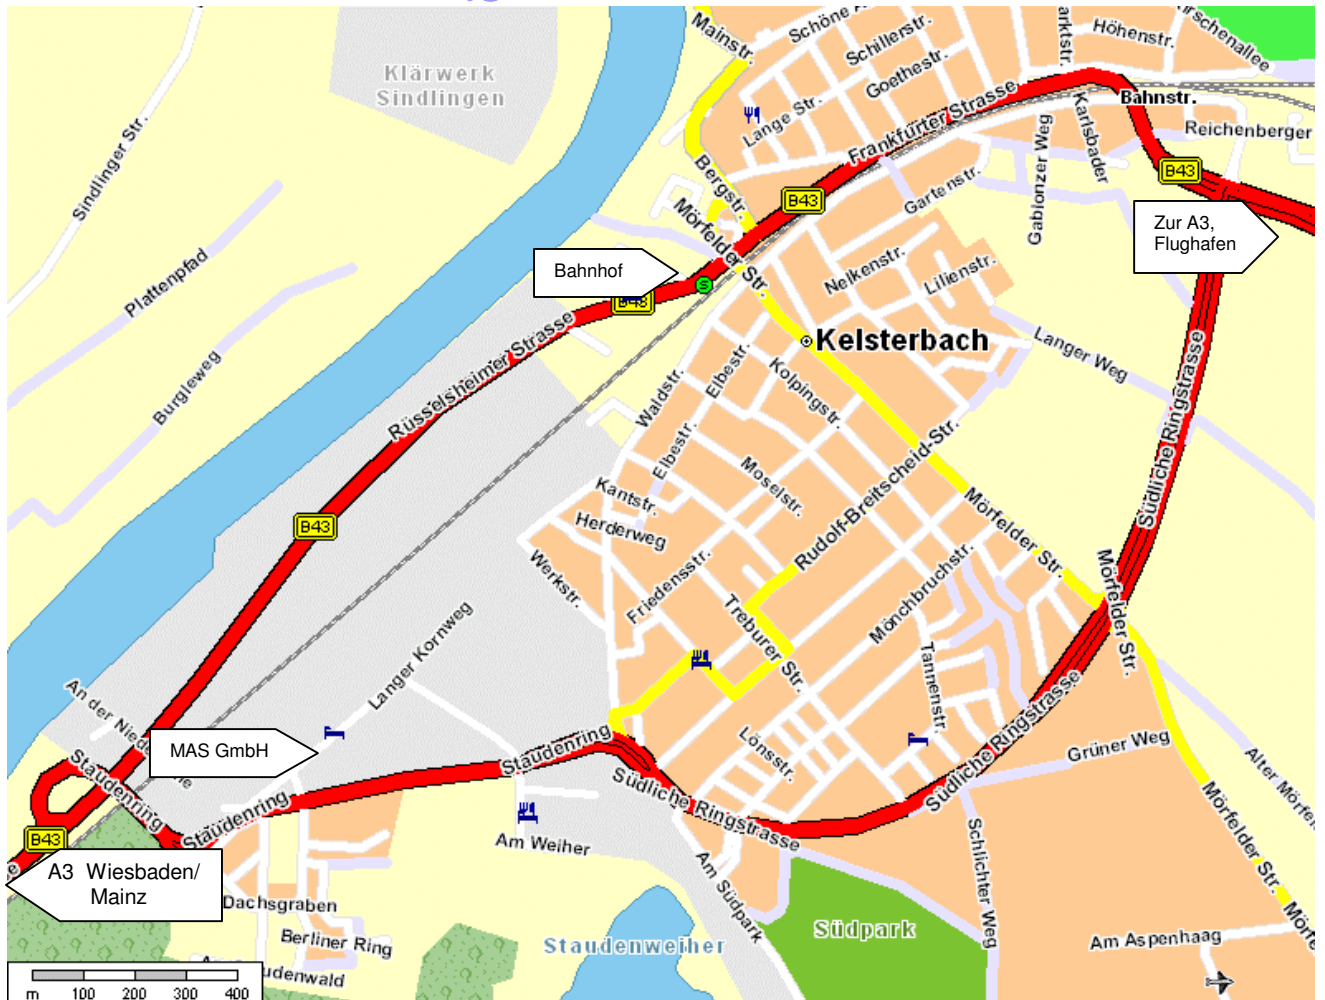 Klärwerk
Sindlingen
Sindlinger Str.
Plattenpfad
Burgleweg
Mainstr.
Schöne
Schillerstr.
Goethestr.
Lange Str.
Frankfurter Strasse
Höhenstr.
Bahnstr.
Karlsbader
Reichenberger
Gablonzer Weg
Gartenstr.
B43
B43
Bergstr.
Mörfelder Str.
Zur A3,
Flughafen
Bahnhof
S
B43
Nelkenstr.
Lilienstr.
Kelsterbach
Langer Weg
Rüsselsheimer Strasse
Waldstr.
Elbestr.
Kolpingstr.
Elbestr.
Moselstr.
Kantstr.
Herderweg
Werkstr.
Friedensstr.
Rudolf-Breitscheid-Str.
Mörfelder Str.
Südliche Ringstrasse
Mörfelder Str.
B43
Mönchbruchstr.
Treburer Str.
Tannenstr.
Langer Kornweg
MAS GmbH
Staudenring
Staudenring
Staudenring
Südliche Ringstrasse
Lönsstr.
Südliche Ringstrasse
Grüner Weg
Mörfelder Str.
B43
A3 Wiesbaden/
Mainz
Am Weiher
Am Südpark
Schlichter Weg
Dachsgraben
Berliner Ring
Staudenweiher
Südpark
Am Aspenhaag
m 100 200 300 400